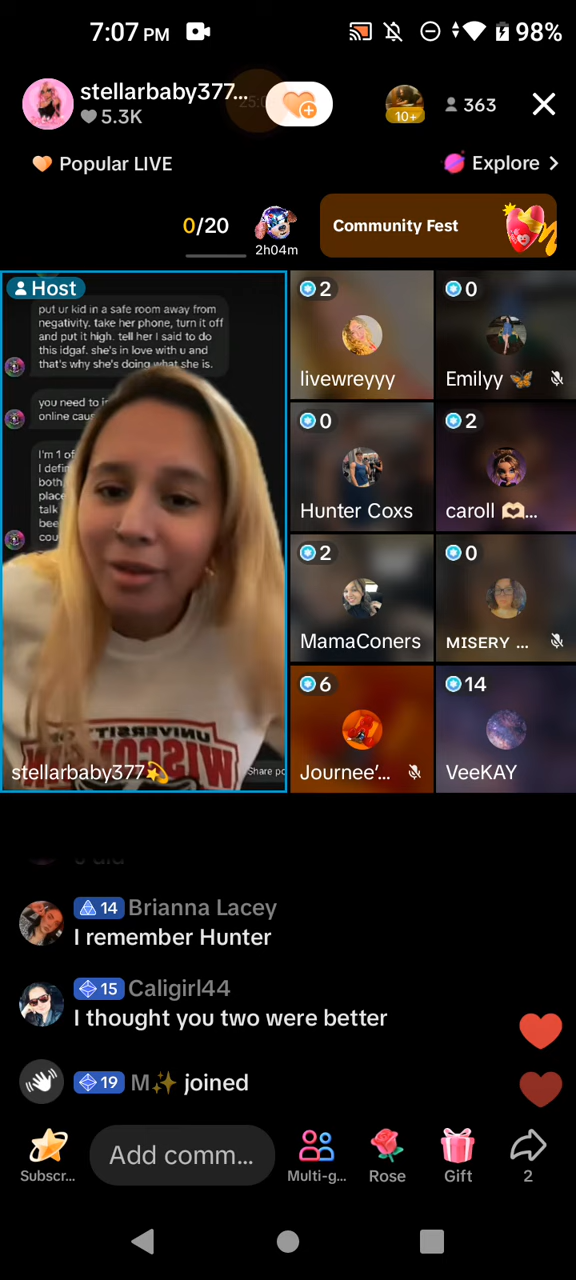 7:07 PM
98%
stellarbaby377...
5.3K
10+
363
Popular LIVE
Explore >
0/20
2h04m
Community Fest
Host
put ur kid in a safe room away from
negativity. take her phone, turn it off
and put it high. tell her I said to do
this idgaf. she's in love with u and
that's why she's doing what she is.
you need to
online caus
I'm 1 of
I defin
both,
place
talk
bee
cou
UNIVERSITY OF
WISCON
Share po
stellarbaby377💫
2
livewreyyy
0
Emilyy 🦋
0
Hunter Coxs
2
caroll 🫶...
2
MamaConers
0
ᴍɪsᴇʀʏ ...
6
Journee'...
14
VeeKAY
14 Brianna Lacey
I remember Hunter
15 Caligirl44
I thought you two were better
19 M✨ joined
Subscr...
Add comm...
Multi-g...
Rose
Gift
2